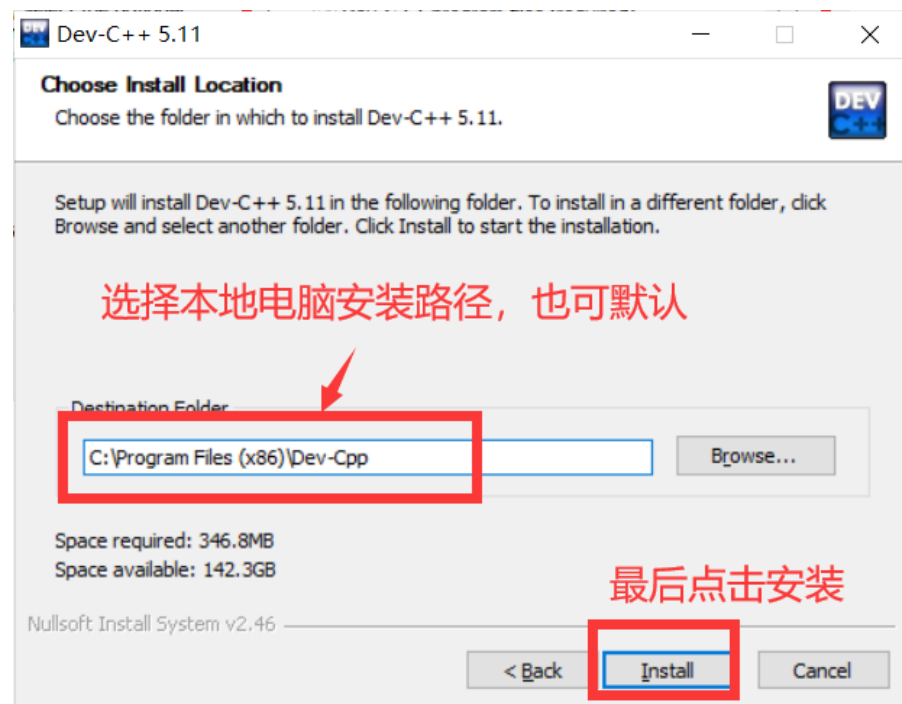 Dev-C++ 5.11
Choose Install Location
Choose the folder in which to install Dev-C++ 5.11.
DEV
C++
Setup will install Dev-C++ 5.11 in the following folder. To install in a different folder, click
Browse and select another folder. Click Install to start the installation.
选择本地电脑安装路径，也可默认
Destination Folder
C:\Program Files (x86)\Dev-Cpp
Browse...
Space required: 346.8MB
Space available: 142.3GB
最后点击安装
Nullsoft Install System v2.46
< Back
Install
Cancel